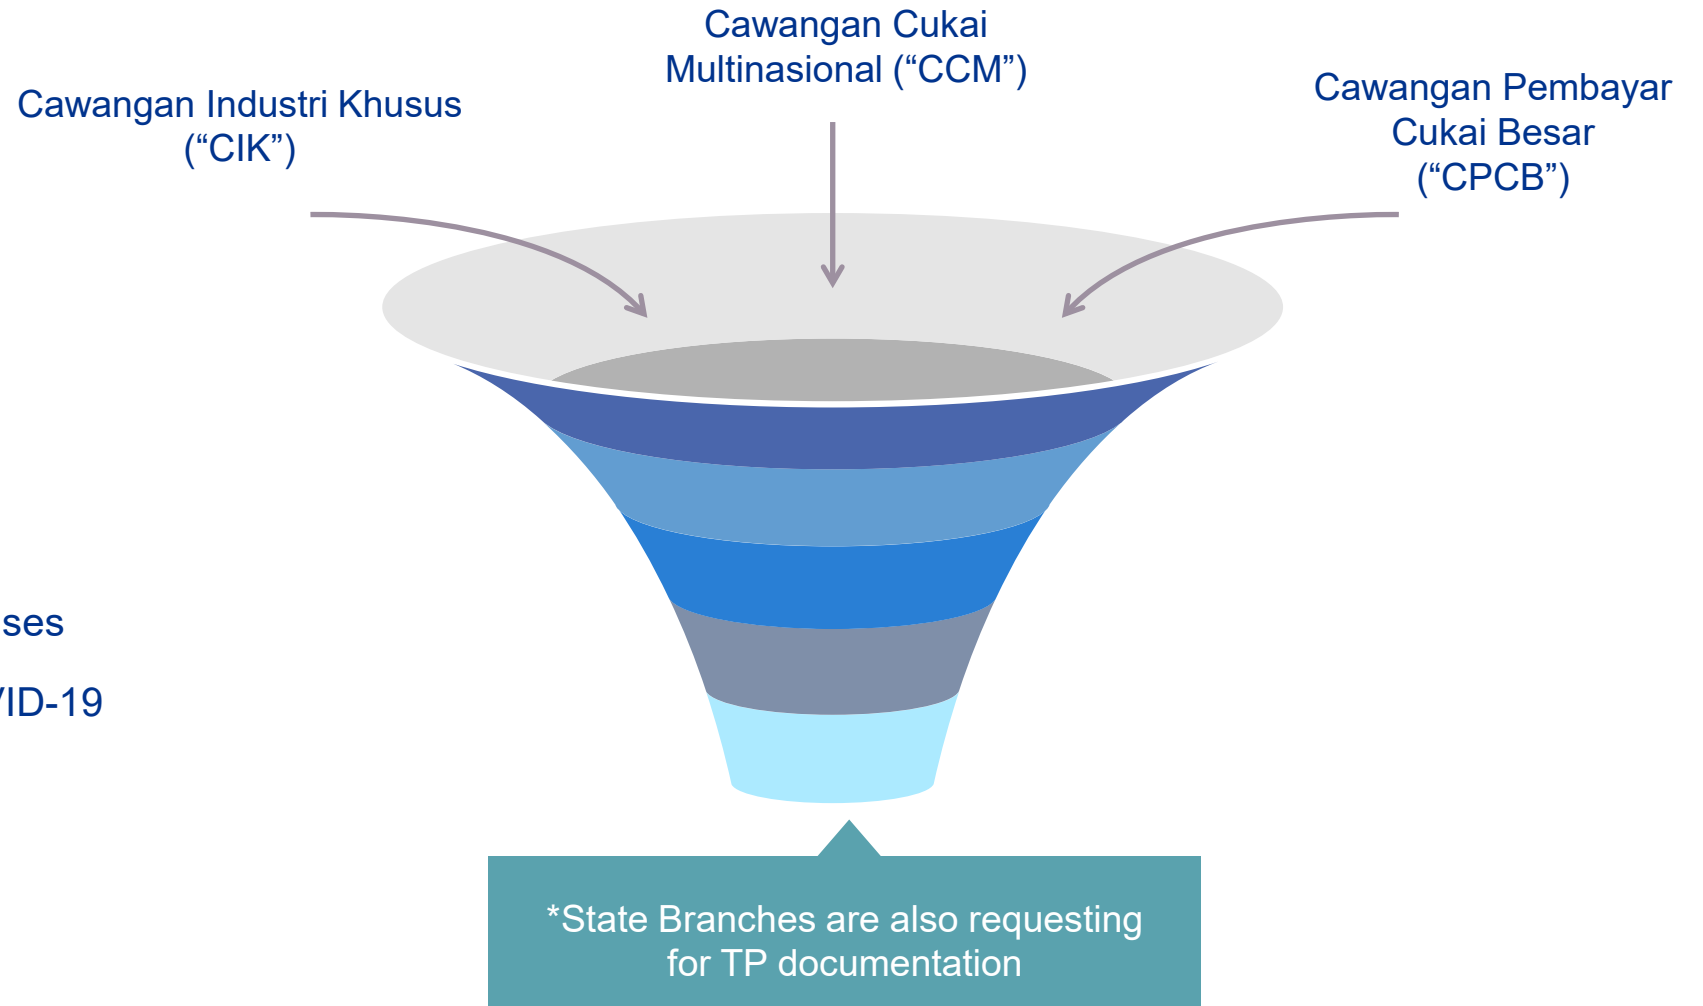 Cawangan Cukai
Multinasional (“CCM”)
Cawangan Industri Khusus
(“CIK”)
Cawangan Pembayar
Cukai Besar
(“CPCB”)
ses
VID-19
*State Branches are also requesting
for TP documentation